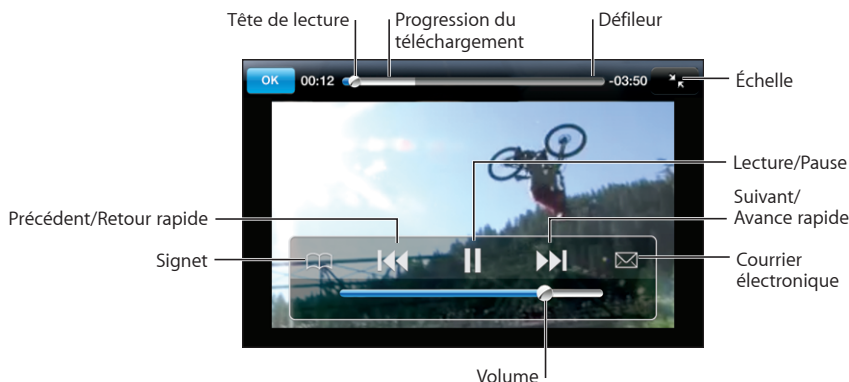 Tête de lecture
Progression du
téléchargement
Défileur
OK
00:12
-03:50
Échelle
Lecture/Pause
Suivant/
Avance rapide
Précédent/Retour rapide
Signet
Courrier
électronique
Volume